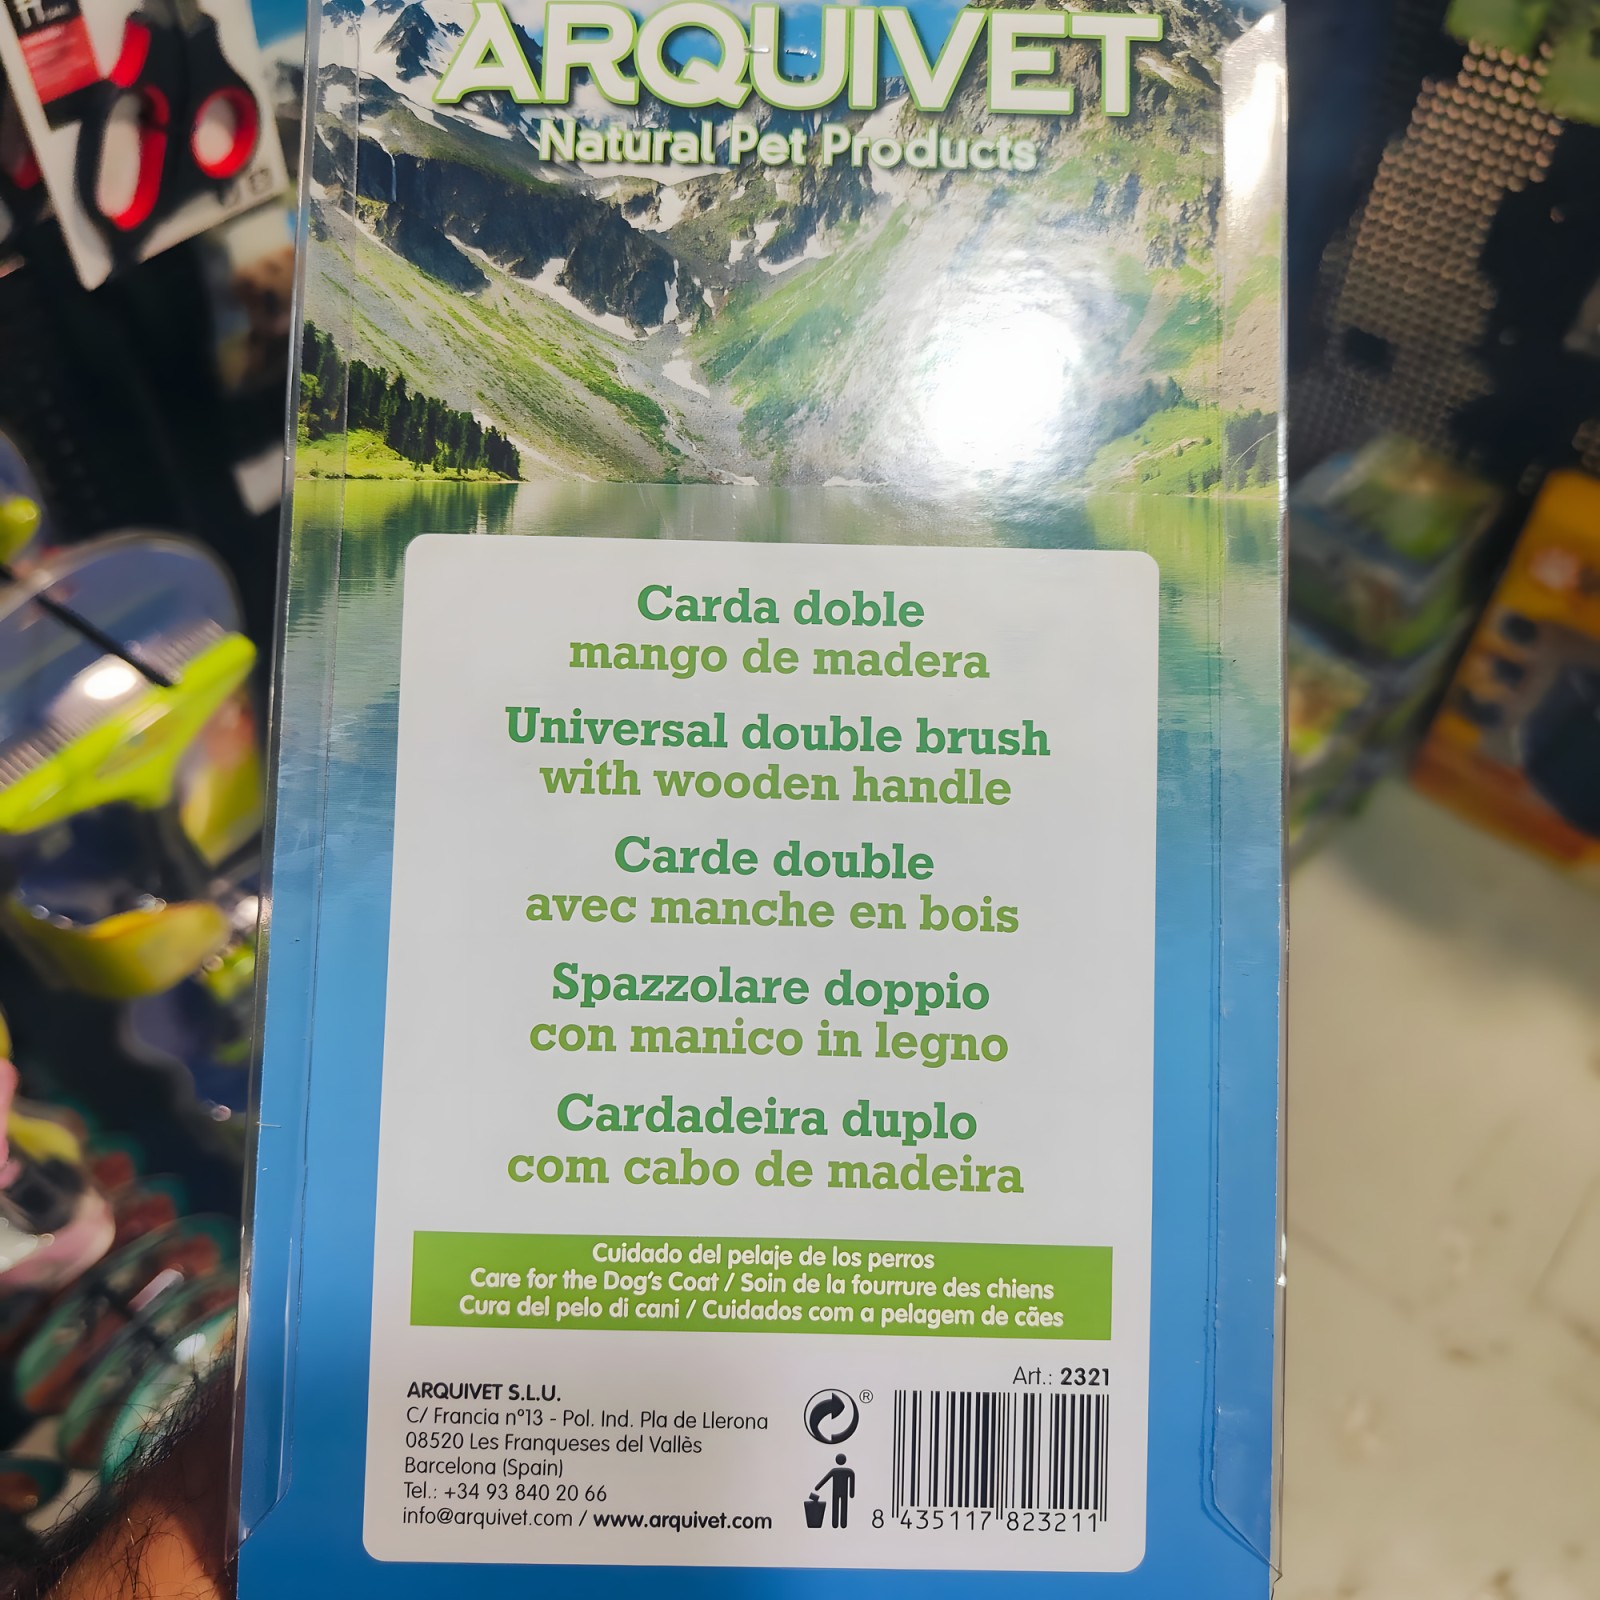 ARQUIVET
Natural Pet Products
Carda doble
mango de madera
Universal double brush
with wooden handle
Carde double
avec manche en bois
Spazzolare doppio
con manico in legno
Cardadeira duplo
com cabo de madeira
Cuidado del pelaje de los perros
Care for the Dog's Coat / Soin de la fourrure des chiens
Cura del pelo di cani / Cuidados com a pelagem de cães
Art.: 2321
ARQUIVET S.L.U.
C/ Francia nº13 - Pol. Ind. Pla de Llerona
08520 Les Franqueses del Vallès
Barcelona (Spain)
Tel.: +34 93 840 20 66
info@arquivet.com / www.arquivet.com
®
8 435117 823211